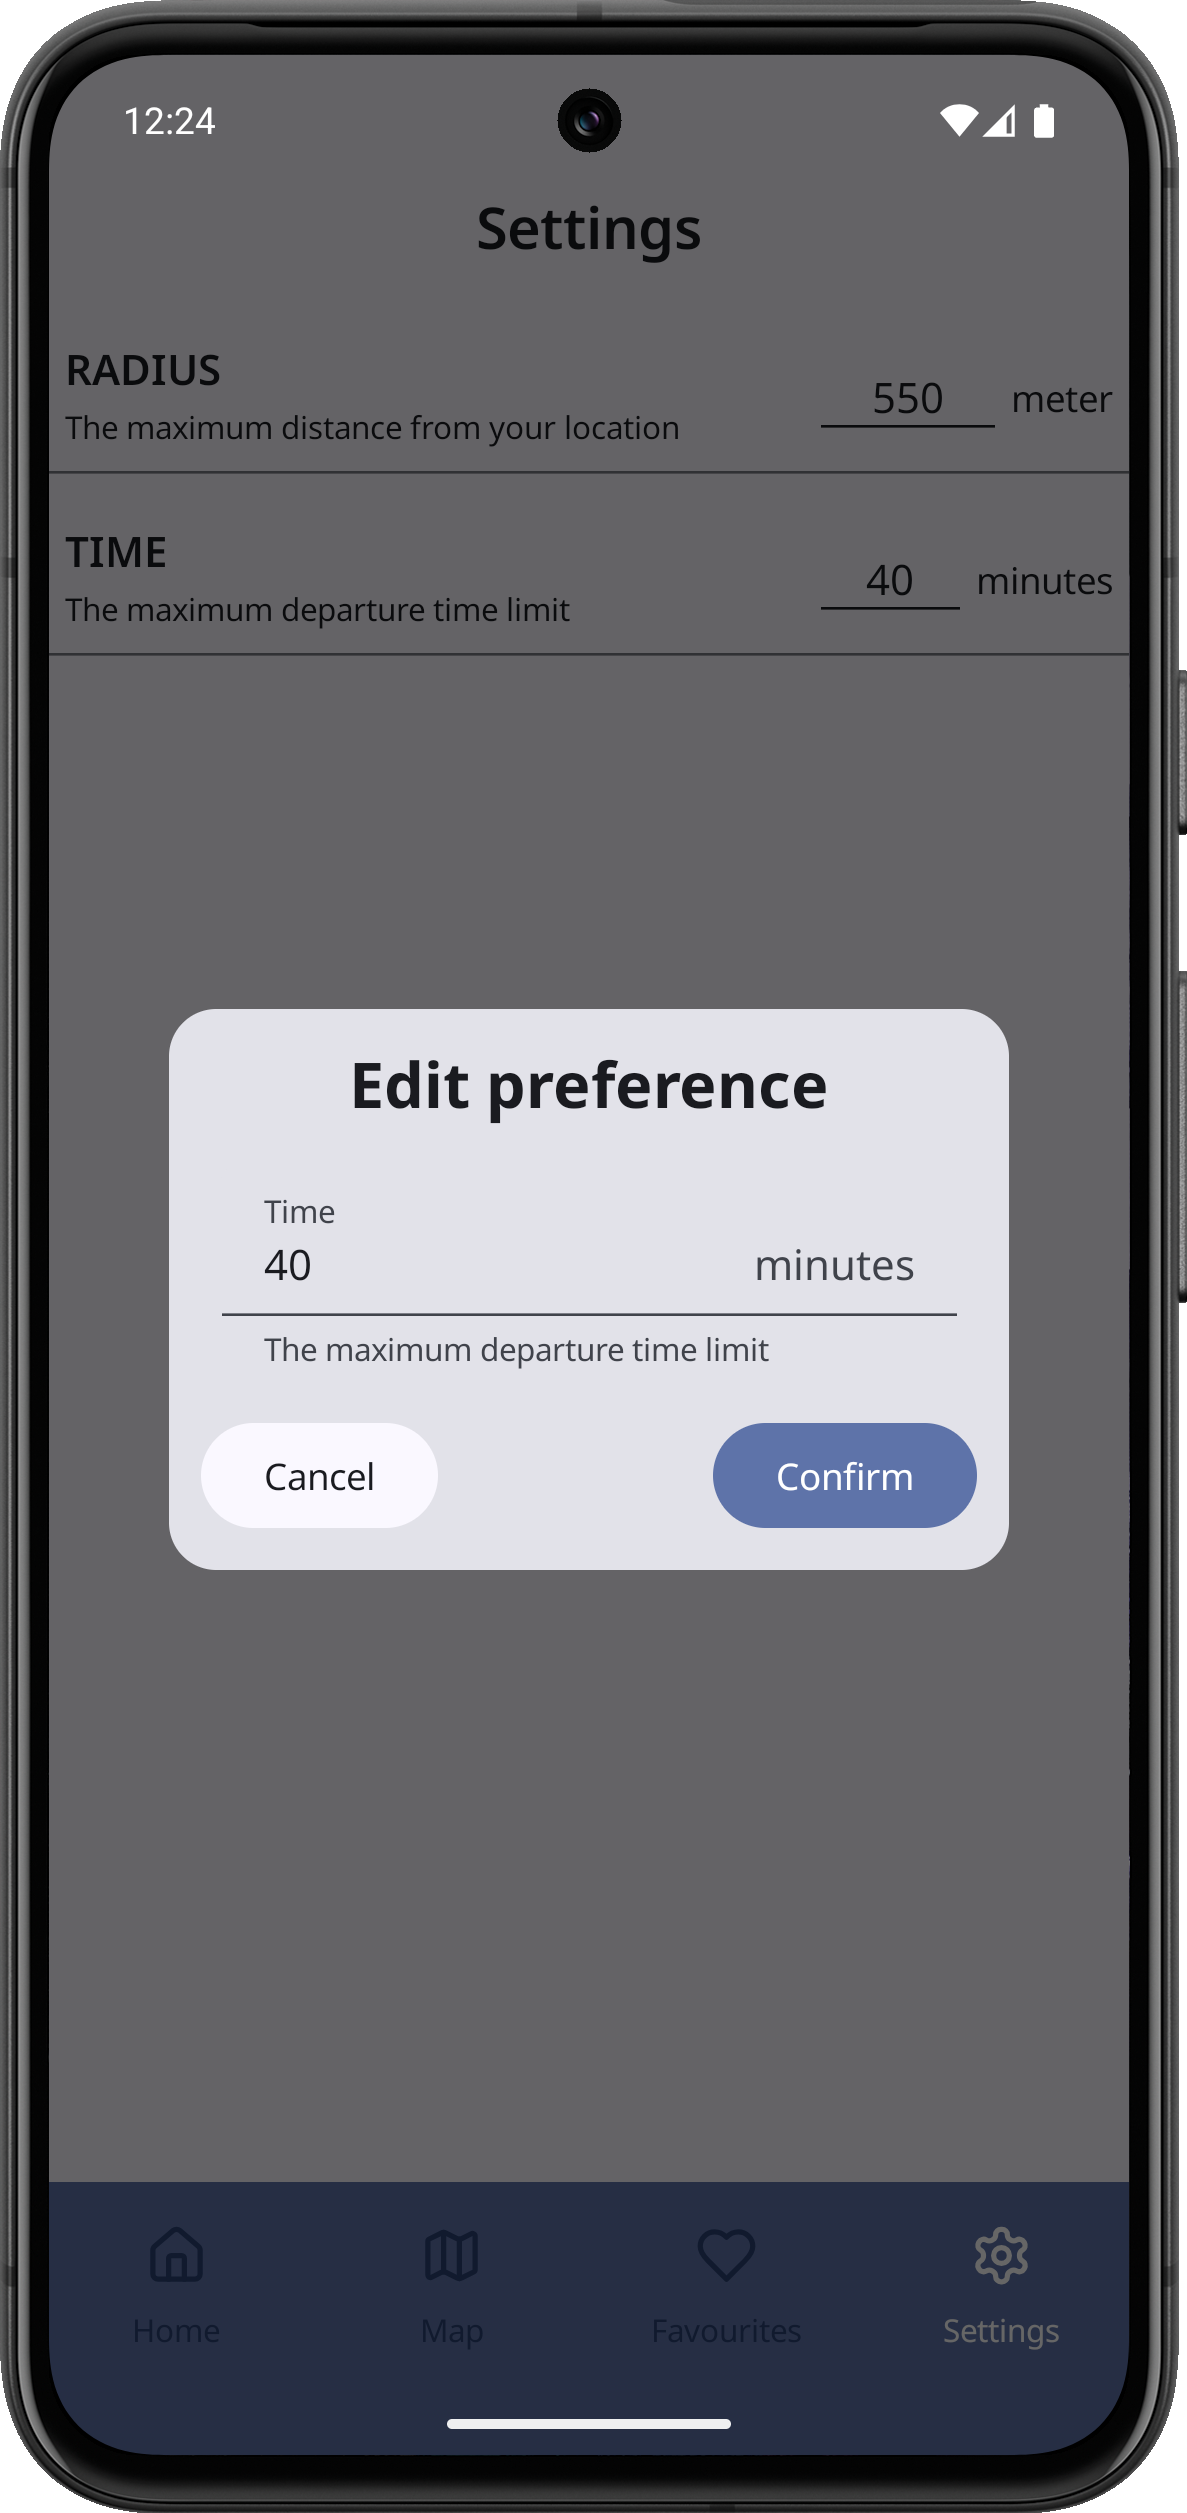 12:24
Settings
RADIUS
The maximum distance from your location
550 meter
TIME
The maximum departure time limit
40 minutes
Edit preference
Time
40 minutes
The maximum departure time limit
Cancel Confirm
Home Map Favourites Settings